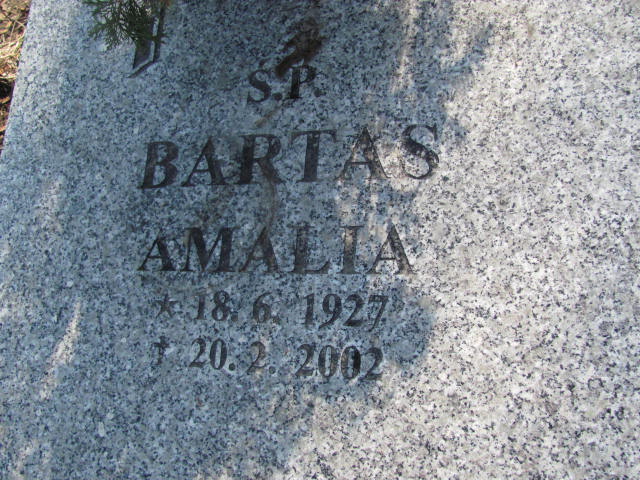 Ś.P.
BARTAS
AMALIA
* 18. 6. 1927
† 20. 2. 2002